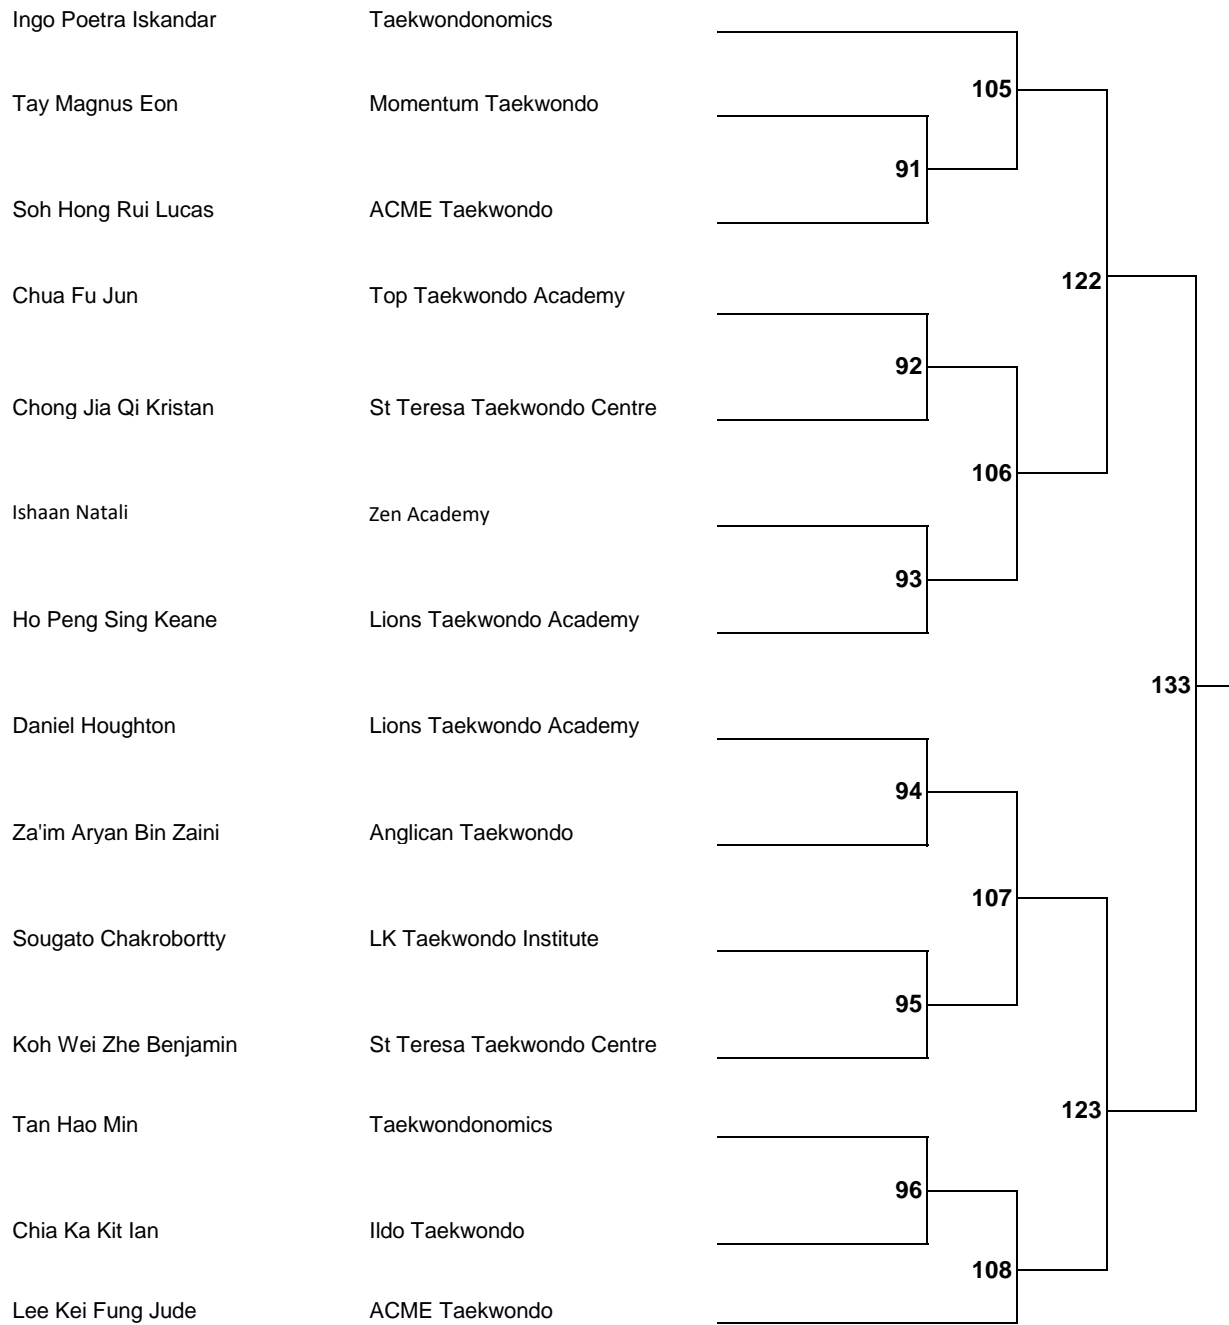 Ingo Poetra Iskandar Taekwondonomics
105
Tay Magnus Eon Momentum Taekwondo
91
Soh Hong Rui Lucas ACME Taekwondo
122
Chua Fu Jun Top Taekwondo Academy
92
Chong Jia Qi Kristan St Teresa Taekwondo Centre
106
Ishaan Natali Zen Academy
93
Ho Peng Sing Keane Lions Taekwondo Academy
133
Daniel Houghton Lions Taekwondo Academy
94
Za'im Aryan Bin Zaini Anglican Taekwondo
107
Sougato Chakrobortty LK Taekwondo Institute
95
Koh Wei Zhe Benjamin St Teresa Taekwondo Centre
123
Tan Hao Min Taekwondonomics
96
Chia Ka Kit Ian Ildo Taekwondo
108
Lee Kei Fung Jude ACME Taekwondo